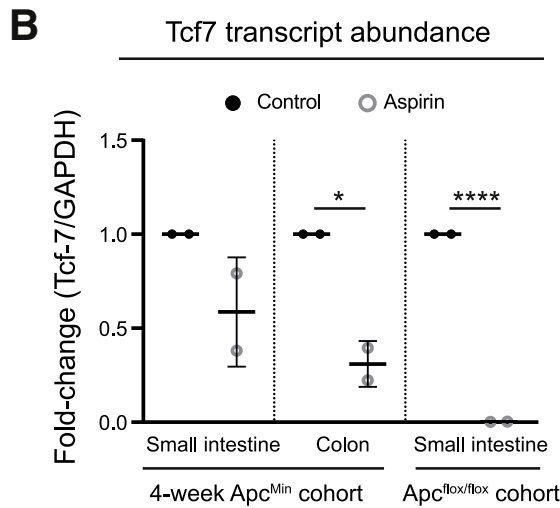 B
Tcf7 transcript abundance
Control Aspirin
Fold-change (Tcf-7/GAPDH)
1.5
1.0
0.5
0.0
*
****
Small intestine Colon Small intestine
4-week ApcMin cohort Apcflox/flox cohort